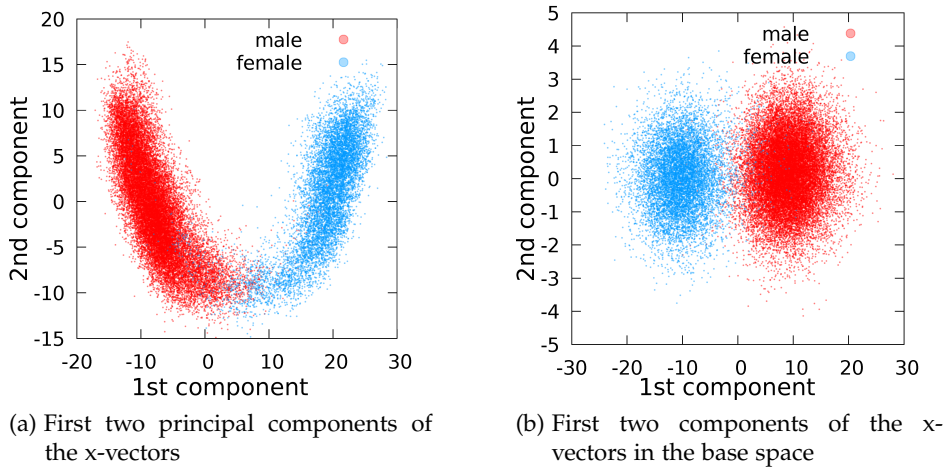 20
15
10
5
0
-5
-10
-15
-20 -10 0 10 20 30
2nd component
1st component
male
female
(a) First two principal components of
the x-vectors
5
4
3
2
1
0
-1
-2
-3
-4
-5
-30 -20 -10 0 10 20 30
2nd component
1st component
male
female
(b) First two components of the x-
vectors in the base space